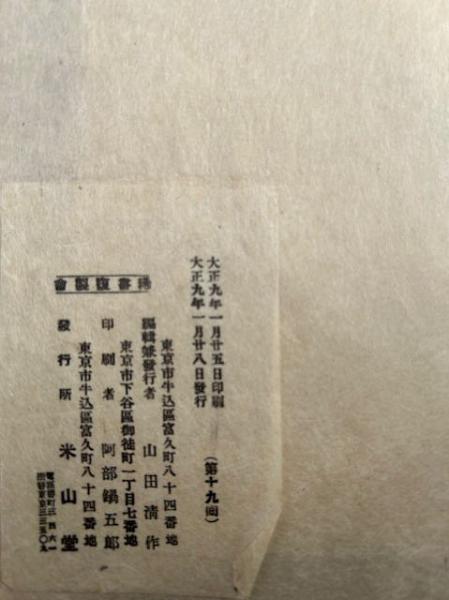 大正九年一月廿五日印刷
大正九年一月廿八日發行
(第十九回)
稀書複製會
東京市牛込區富久町八十四番地
編輯兼發行者 山田淸作
東京市下谷區御徒町一丁目七番地
印刷者 阿部鍋五郎
東京市牛込區富久町八十四番地
發行所 米山堂